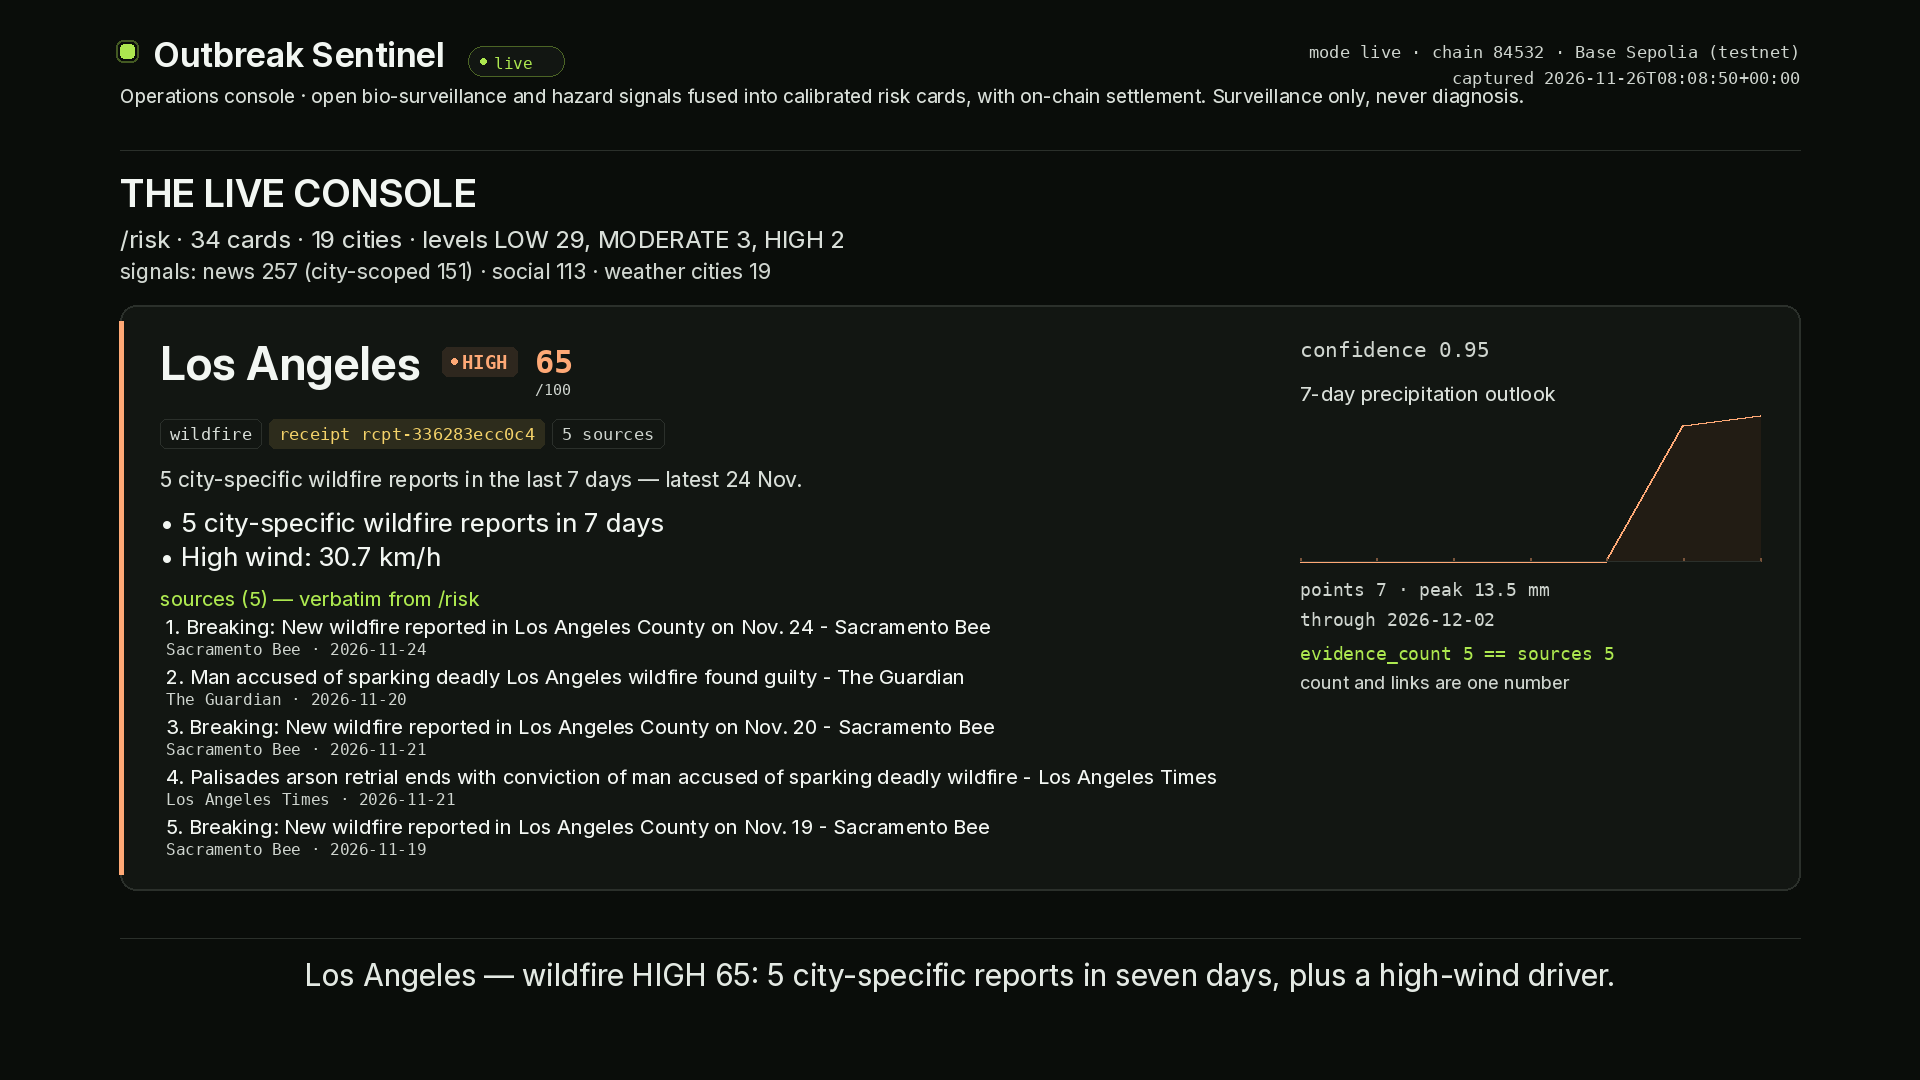 Outbreak Sentinel
live
mode live · chain 84532 · Base Sepolia (testnet)
captured 2026-11-26T08:08:50+00:00
Operations console · open bio-surveillance and hazard signals fused into calibrated risk cards, with on-chain settlement. Surveillance only, never diagnosis.
THE LIVE CONSOLE
/risk · 34 cards · 19 cities · levels LOW 29, MODERATE 3, HIGH 2
signals: news 257 (city-scoped 151) · social 113 · weather cities 19
Los Angeles
• HIGH
65
/100
wildfire
receipt rcpt-336283ecc0c4
5 sources
5 city-specific wildfire reports in the last 7 days — latest 24 Nov.
• 5 city-specific wildfire reports in 7 days
• High wind: 30.7 km/h
sources (5) — verbatim from /risk
1. Breaking: New wildfire reported in Los Angeles County on Nov. 24 - Sacramento Bee
Sacramento Bee · 2026-11-24
2. Man accused of sparking deadly Los Angeles wildfire found guilty - The Guardian
The Guardian · 2026-11-20
3. Breaking: New wildfire reported in Los Angeles County on Nov. 20 - Sacramento Bee
Sacramento Bee · 2026-11-21
4. Palisades arson retrial ends with conviction of man accused of sparking deadly wildfire - Los Angeles Times
Los Angeles Times · 2026-11-21
5. Breaking: New wildfire reported in Los Angeles County on Nov. 19 - Sacramento Bee
Sacramento Bee · 2026-11-19
confidence 0.95
7-day precipitation outlook
points 7 · peak 13.5 mm
through 2026-12-02
evidence_count 5 == sources 5
count and links are one number
Los Angeles — wildfire HIGH 65: 5 city-specific reports in seven days, plus a high-wind driver.